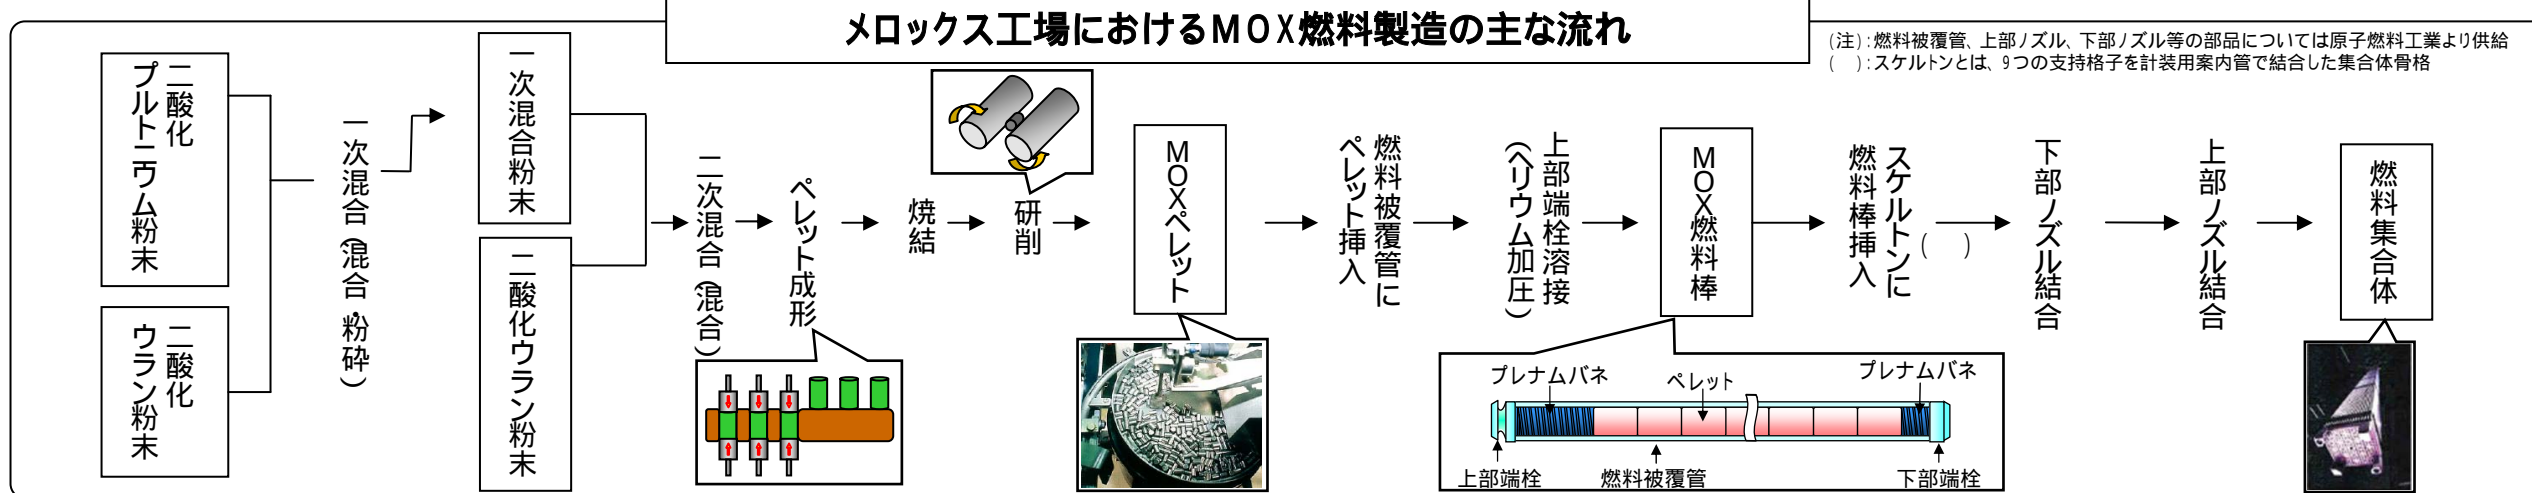 メロックス工場におけるMOX燃料製造の主な流れ
(注):燃料被覆管、上部ノズル、下部ノズル等の部品については原子燃料工業より供給
(　):スケルトンとは、9つの支持格子を計装用案内管で結合した集合体骨格
二酸化
プルトニウム粉末
二酸化
ウラン粉末
一次混合(混合・粉砕)
一次混合粉末
二酸化ウラン粉末
二次混合(混合)
ペレット成形
焼結
研削
MOXペレット
燃料被覆管に
ペレット挿入
上部端栓溶接
(ヘリウム加圧)
MOX燃料棒
スケルトンに(　)
燃料棒挿入
下部ノズル結合
上部ノズル結合
燃料集合体
プレナムバネ
ペレット
プレナムバネ
上部端栓
燃料被覆管
下部端栓